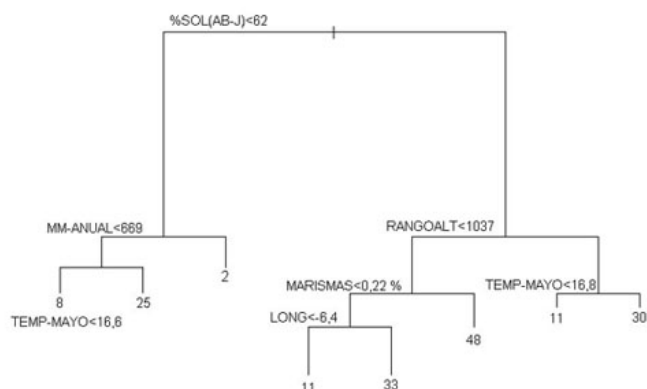 %SOL(AB-J)<62
MM-ANUAL<669
RANGOALT<1037
2
MARISMAS<0,22 %
TEMP-MAYO<16,8
8
25
TEMP-MAYO<16,6
LONG<-6,4
48
11
30
11
33